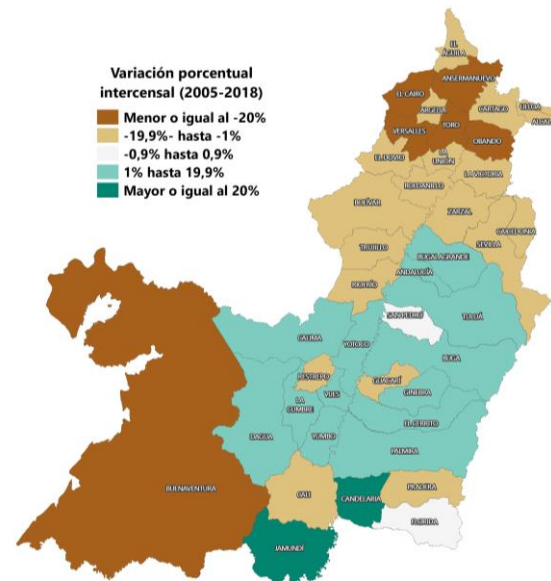 Variación porcentual
intercensal (2005-2018)
Menor o igual al -20%
-19,9%- hasta -1%
-0,9% hasta 0,9%
1% hasta 19,9%
Mayor o igual al 20%
EL
ÁGUILA
ANSERMANUEVO
EL CAIRO
ARGELIA
CARTAGO
ULLOA
VERSALLES
TORO
OBANDO
EL DOVIO
LA
UNIÓN
LA VICTORIA
ROLDANILLO
BOLÍVAR
ZARZAL
CAICEDONIA
SEVILLA
TRUJILLO
BUGALAGRANDE
ANDALUCÍA
RIOFRÍO
SAN PEDRO
TULUÁ
CALIMA
YOTOCO
BUGA
RESTREPO
GUACARÍ
VIJES
GINEBRA
LA
CUMBRE
EL CERRITO
DAGUA
YUMBO
PALMIRA
BUENAVENTURA
CALI
CANDELARIA
PRADERA
FLORIDA
JAMUNDÍ